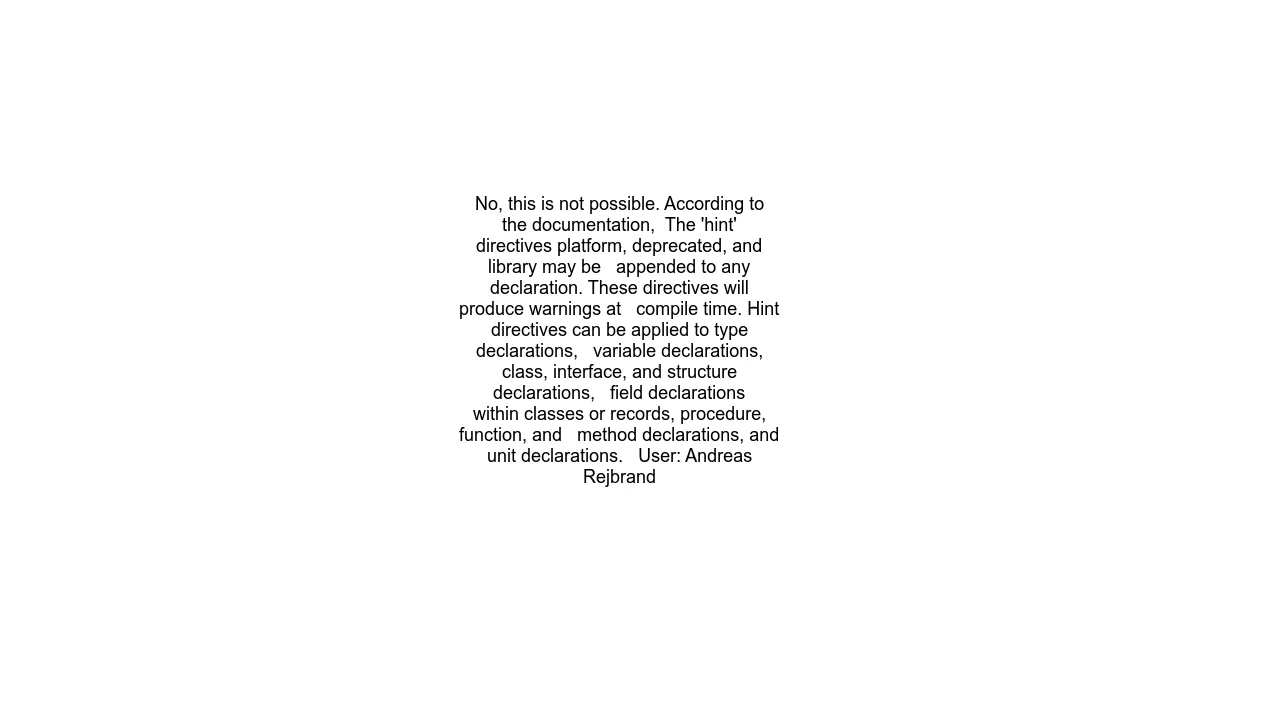 No, this is not possible. According to
the documentation,  The 'hint'
directives platform, deprecated, and
library may be   appended to any
declaration. These directives will
produce warnings at   compile time. Hint
directives can be applied to type
declarations,   variable declarations,
class, interface, and structure
declarations,   field declarations
within classes or records, procedure,
function, and   method declarations, and
unit declarations.   User: Andreas
Rejbrand